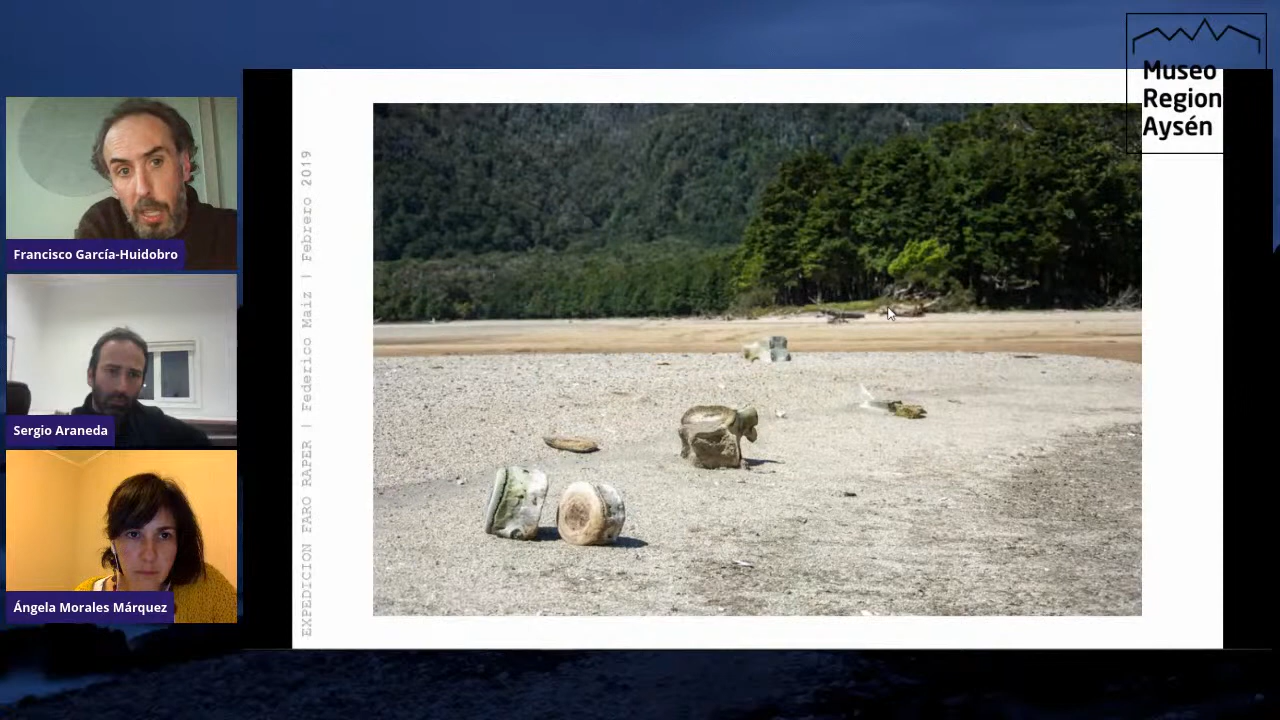 Museo
Region
Aysén
Francisco García-Huidobro
Sergio Araneda
Ángela Morales Márquez
EXPEDICION FARO RAPER | Federico Maiz | Febrero 2019